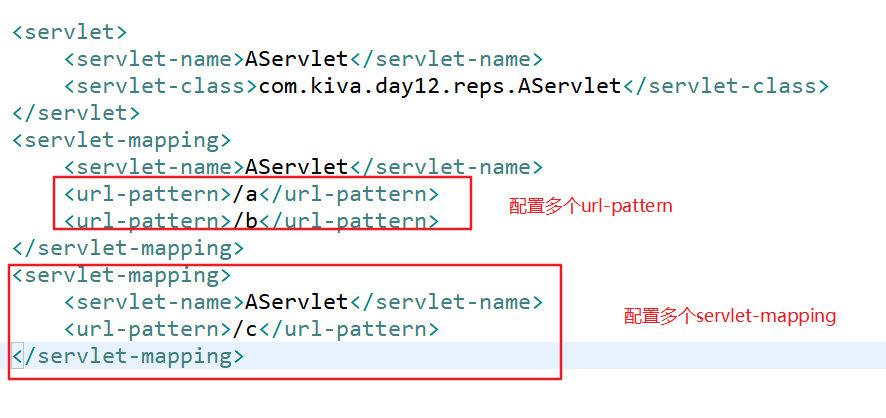 <servlet>
    <servlet-name>AServlet</servlet-name>
    <servlet-class>com.kiva.day12.reps.AServlet</servlet-class>
</servlet>
<servlet-mapping>
    <servlet-name>AServlet</servlet-name>
    <url-pattern>/a</url-pattern>
配置多个url-pattern
    <url-pattern>/b</url-pattern>
</servlet-mapping>
<servlet-mapping>
    <servlet-name>AServlet</servlet-name>
配置多个servlet-mapping
    <url-pattern>/c</url-pattern>
</servlet-mapping>